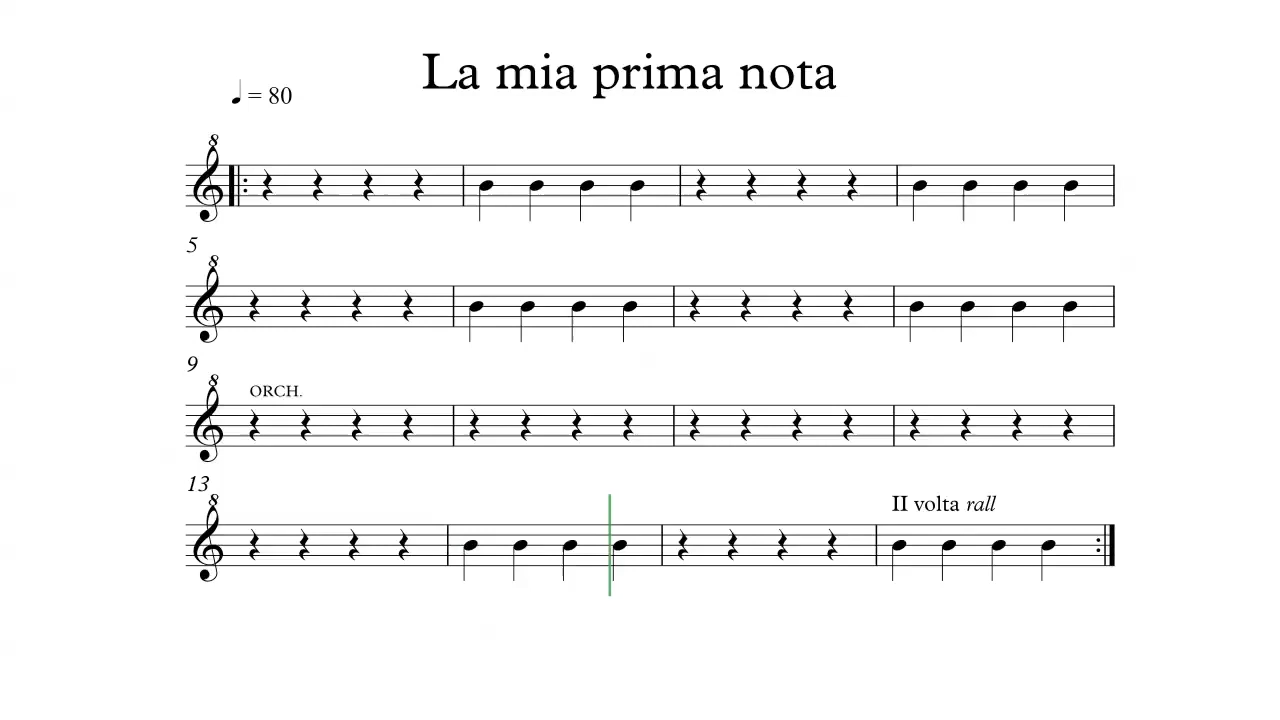 La mia prima nota
♩ = 80
8
5
8
9
8
ORCH.
13
8
II volta rall